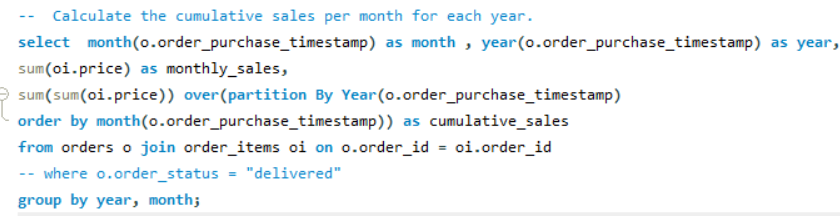 --  Calculate the cumulative sales per month for each year.
select  month(o.order_purchase_timestamp) as month , year(o.order_purchase_timestamp) as year,
sum(oi.price) as monthly_sales,
sum(sum(oi.price)) over(partition By Year(o.order_purchase_timestamp)
order by month(o.order_purchase_timestamp)) as cumulative_sales
from orders o join order_items oi on o.order_id = oi.order_id
-- where o.order_status = "delivered"
group by year, month;